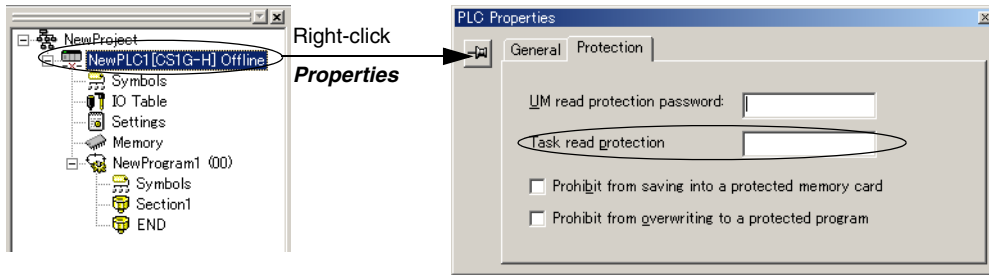 NewProject
NewPLC1[CS1G-H] Offline
Symbols
IO Table
Settings
Memory
NewProgram1 (00)
Symbols
Section1
END
Right-click
Properties
PLC Properties
General
Protection
UM read protection password:
Task read protection
Prohibit from saving into a protected memory card
Prohibit from overwriting to a protected program